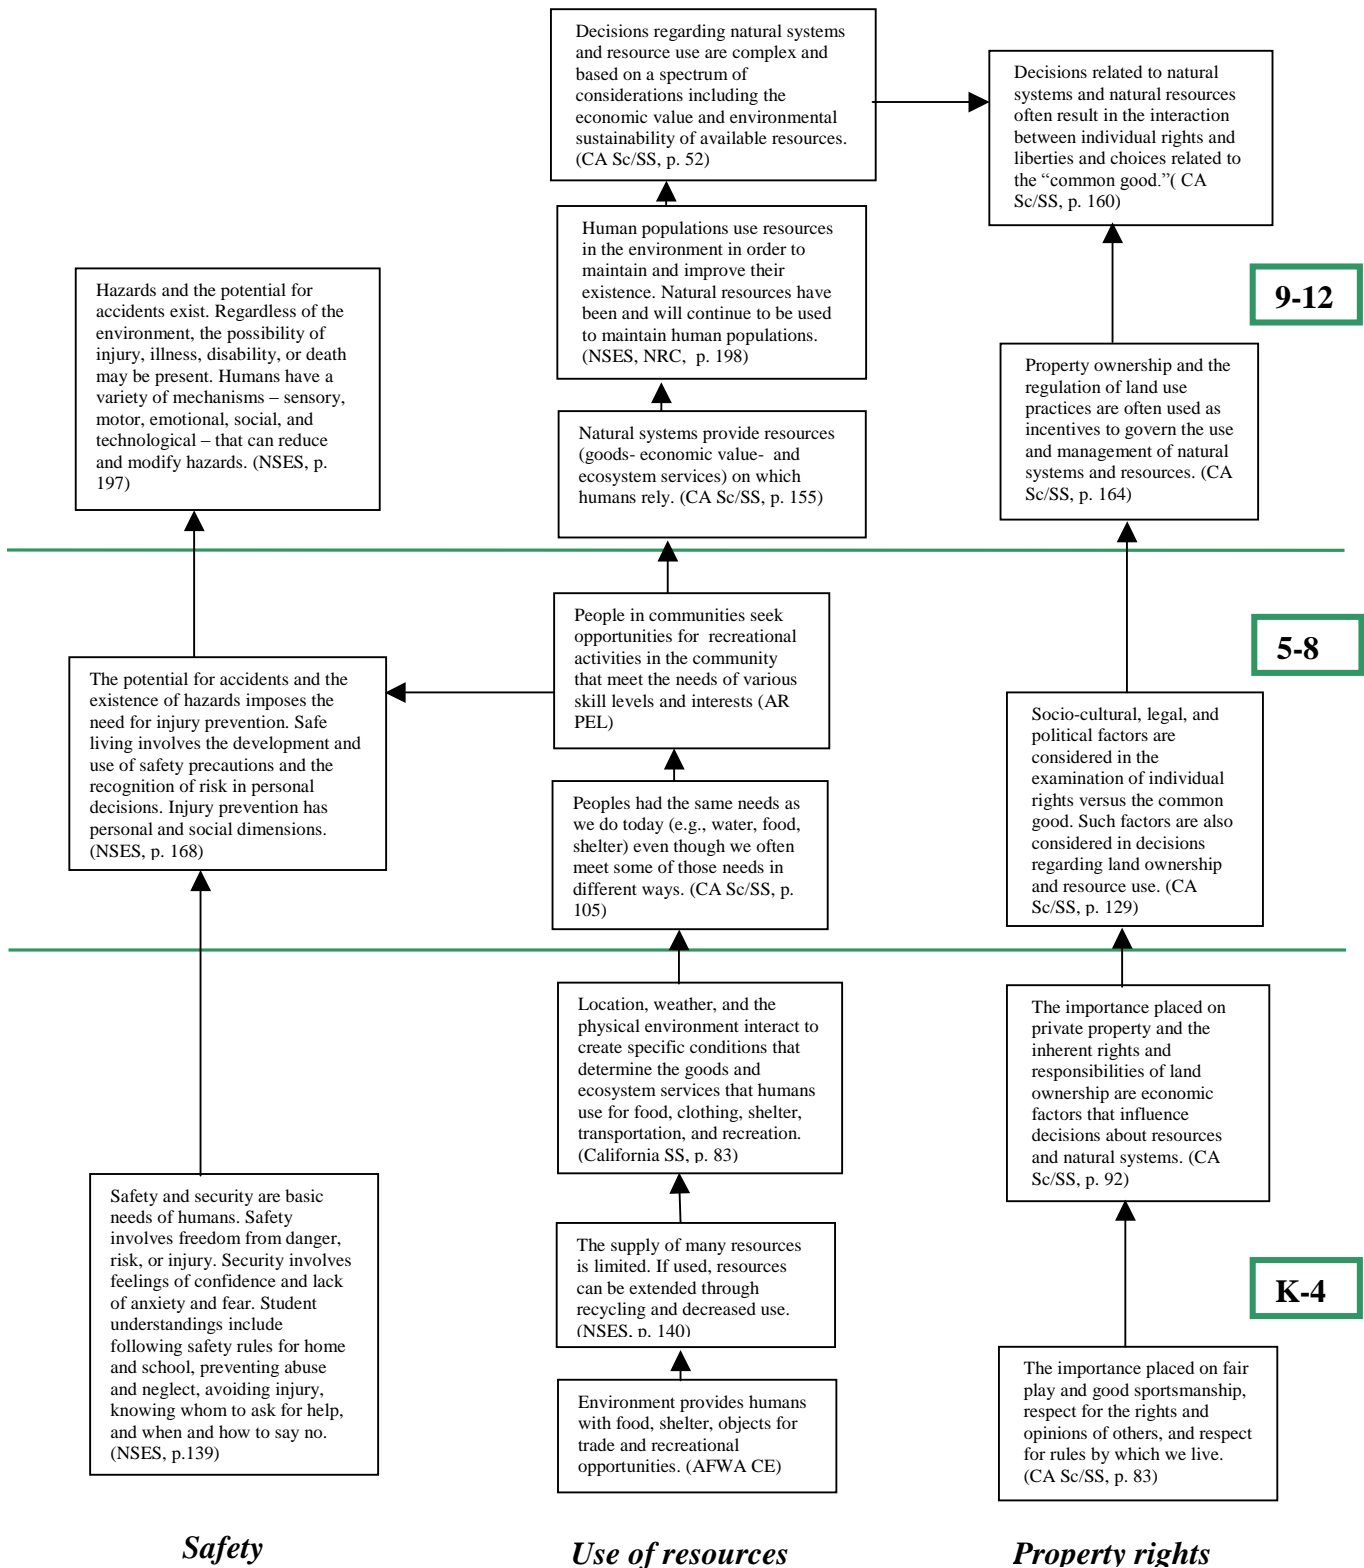 Decisions regarding natural systems
and resource use are complex and
based on a spectrum of
considerations including the
economic value and environmental
sustainability of available resources.
(CA Sc/SS, p. 52)
Decisions related to natural
systems and natural resources
often result in the interaction
between individual rights and
liberties and choices related to
the “common good.”( CA
Sc/SS, p. 160)
Human populations use resources
in the environment in order to
maintain and improve their
existence. Natural resources have
been and will continue to be used
to maintain human populations.
(NSES, NRC,  p. 198)
9-12
Hazards and the potential for
accidents exist. Regardless of the
environment, the possibility of
injury, illness, disability, or death
may be present. Humans have a
variety of mechanisms – sensory,
motor, emotional, social, and
technological – that can reduce
and modify hazards. (NSES, p.
197)
Property ownership and the
regulation of land use
practices are often used as
incentives to govern the use
and management of natural
systems and resources. (CA
Sc/SS, p. 164)
Natural systems provide resources
(goods- economic value-  and
ecosystem services) on which
humans rely. (CA Sc/SS, p. 155)
People in communities seek
opportunities for  recreational
activities in the community
that meet the needs of various
skill levels and interests (AR
PEL)
5-8
The potential for accidents and the
existence of hazards imposes the
need for injury prevention. Safe
living involves the development and
use of safety precautions and the
recognition of risk in personal
decisions. Injury prevention has
personal and social dimensions.
(NSES, p. 168)
Socio-cultural, legal, and
political factors are
considered in the
examination of individual
rights versus the common
good. Such factors are also
considered in decisions
regarding land ownership
and resource use. (CA
Sc/SS, p. 129)
Peoples had the same needs as
we do today (e.g., water, food,
shelter) even though we often
meet some of those needs in
different ways. (CA Sc/SS, p.
105)
Location, weather, and the
physical environment interact to
create specific conditions that
determine the goods and
ecosystem services that humans
use for food, clothing, shelter,
transportation, and recreation.
(California SS, p. 83)
The importance placed on
private property and the
inherent rights and
responsibilities of land
ownership are economic
factors that influence
decisions about resources
and natural systems. (CA
Sc/SS, p. 92)
Safety and security are basic
needs of humans. Safety
involves freedom from danger,
risk, or injury. Security involves
feelings of confidence and lack
of anxiety and fear. Student
understandings include
following safety rules for home
and school, preventing abuse
and neglect, avoiding injury,
knowing whom to ask for help,
and when and how to say no.
(NSES, p.139)
The supply of many resources
is limited. If used, resources
can be extended through
recycling and decreased use.
(NSES, p. 140)
K-4
The importance placed on fair
play and good sportsmanship,
respect for the rights and
opinions of others, and respect
for rules by which we live.
(CA Sc/SS, p. 83)
Environment provides humans
with food, shelter, objects for
trade and recreational
opportunities. (AFWA CE)
Safety
Use of resources
Property rights